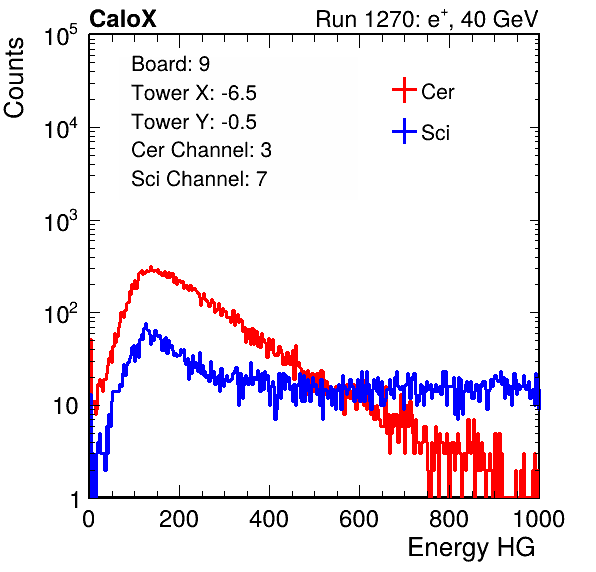 CaloX Run 1270: e⁺, 40 GeV
Counts
Board: 9
Tower X: -6.5
Tower Y: -0.5
Cer Channel: 3
Sci Channel: 7
Cer
Sci
10⁵
10⁴
10³
10²
10
1
0 200 400 600 800 1000
Energy HG